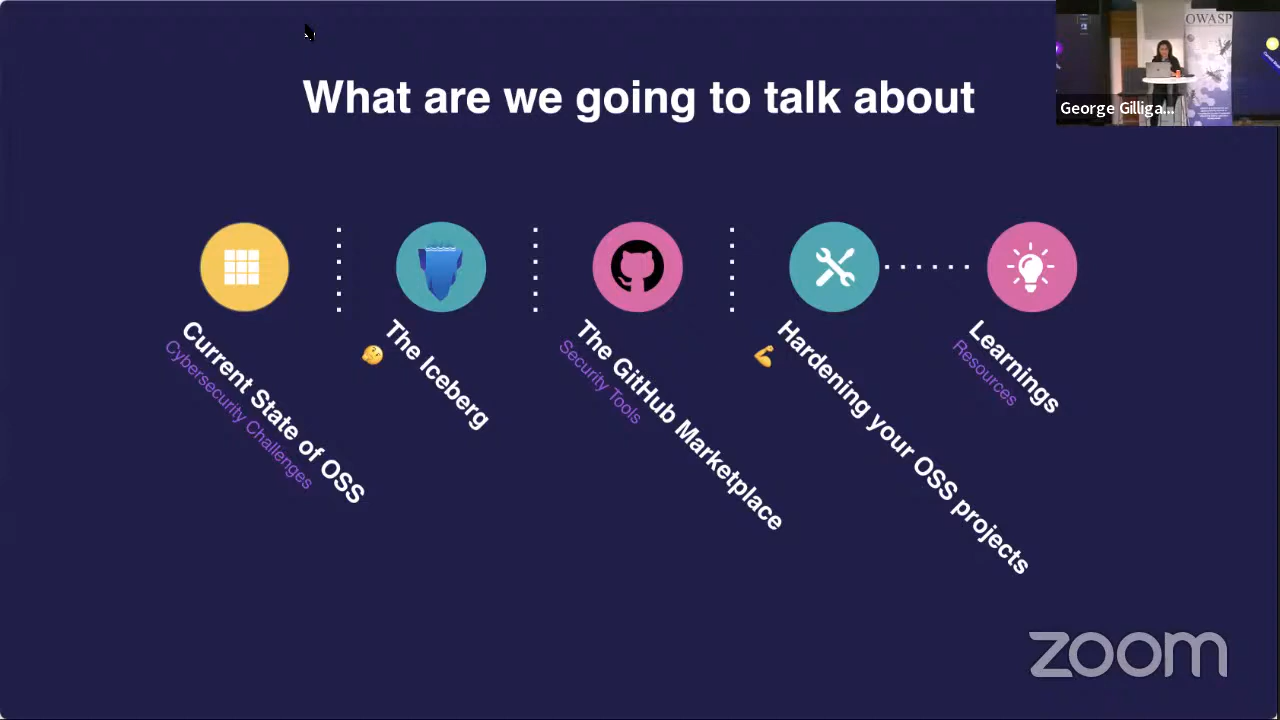 OWASP
George Gilliga...
What are we going to talk about
Current State of OSS
Cybersecurity Challenges
The Iceberg
The GitHub Marketplace
Security Tools
Hardening your OSS projects
Learnings
Resources
zoom